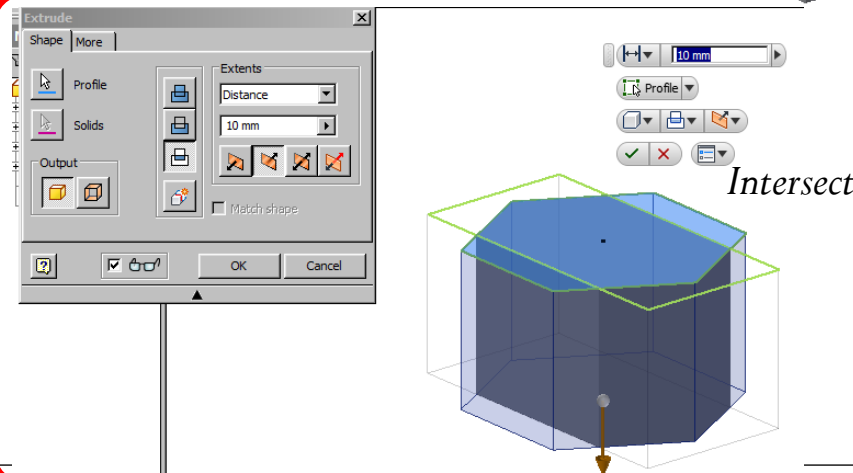 Extrude
Shape More
Profile
Solids
Output
Extents
Distance
10 mm
Match shape
OK Cancel
10 mm
Profile
Intersect